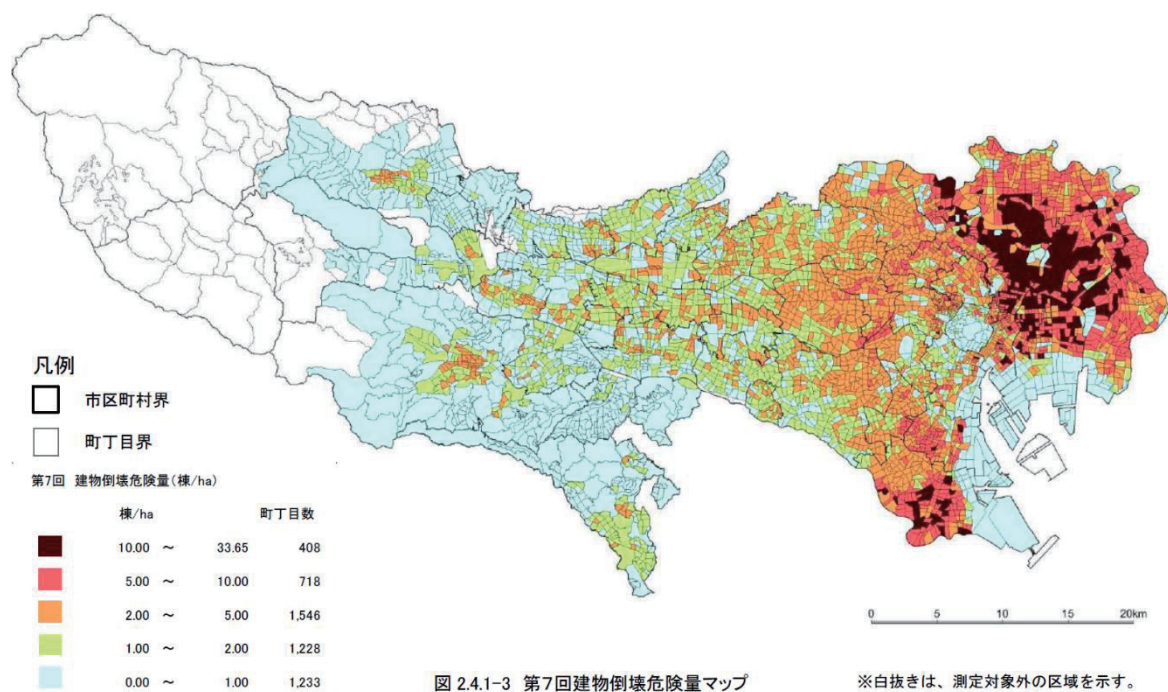 凡例
市区町村界
町丁目界
第7回 建物倒壊危険量(棟/ha)
棟/ha 町丁目数
10.00 ～ 33.65 408
5.00 ～ 10.00 718
2.00 ～ 5.00 1,546
1.00 ～ 2.00 1,228
0.00 ～ 1.00 1,233
0 5 10 15 20km
図 2.4.1-3 第7回建物倒壊危険量マップ
※白抜きは、測定対象外の区域を示す。